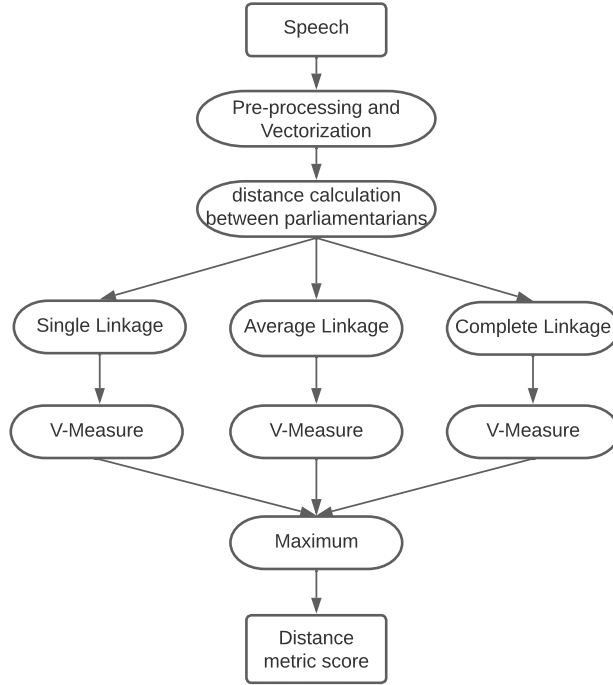 Speech
Pre-processing and
Vectorization
distance calculation
between parliamentarians
Single Linkage
Average Linkage
Complete Linkage
V-Measure
V-Measure
V-Measure
Maximum
Distance
metric score